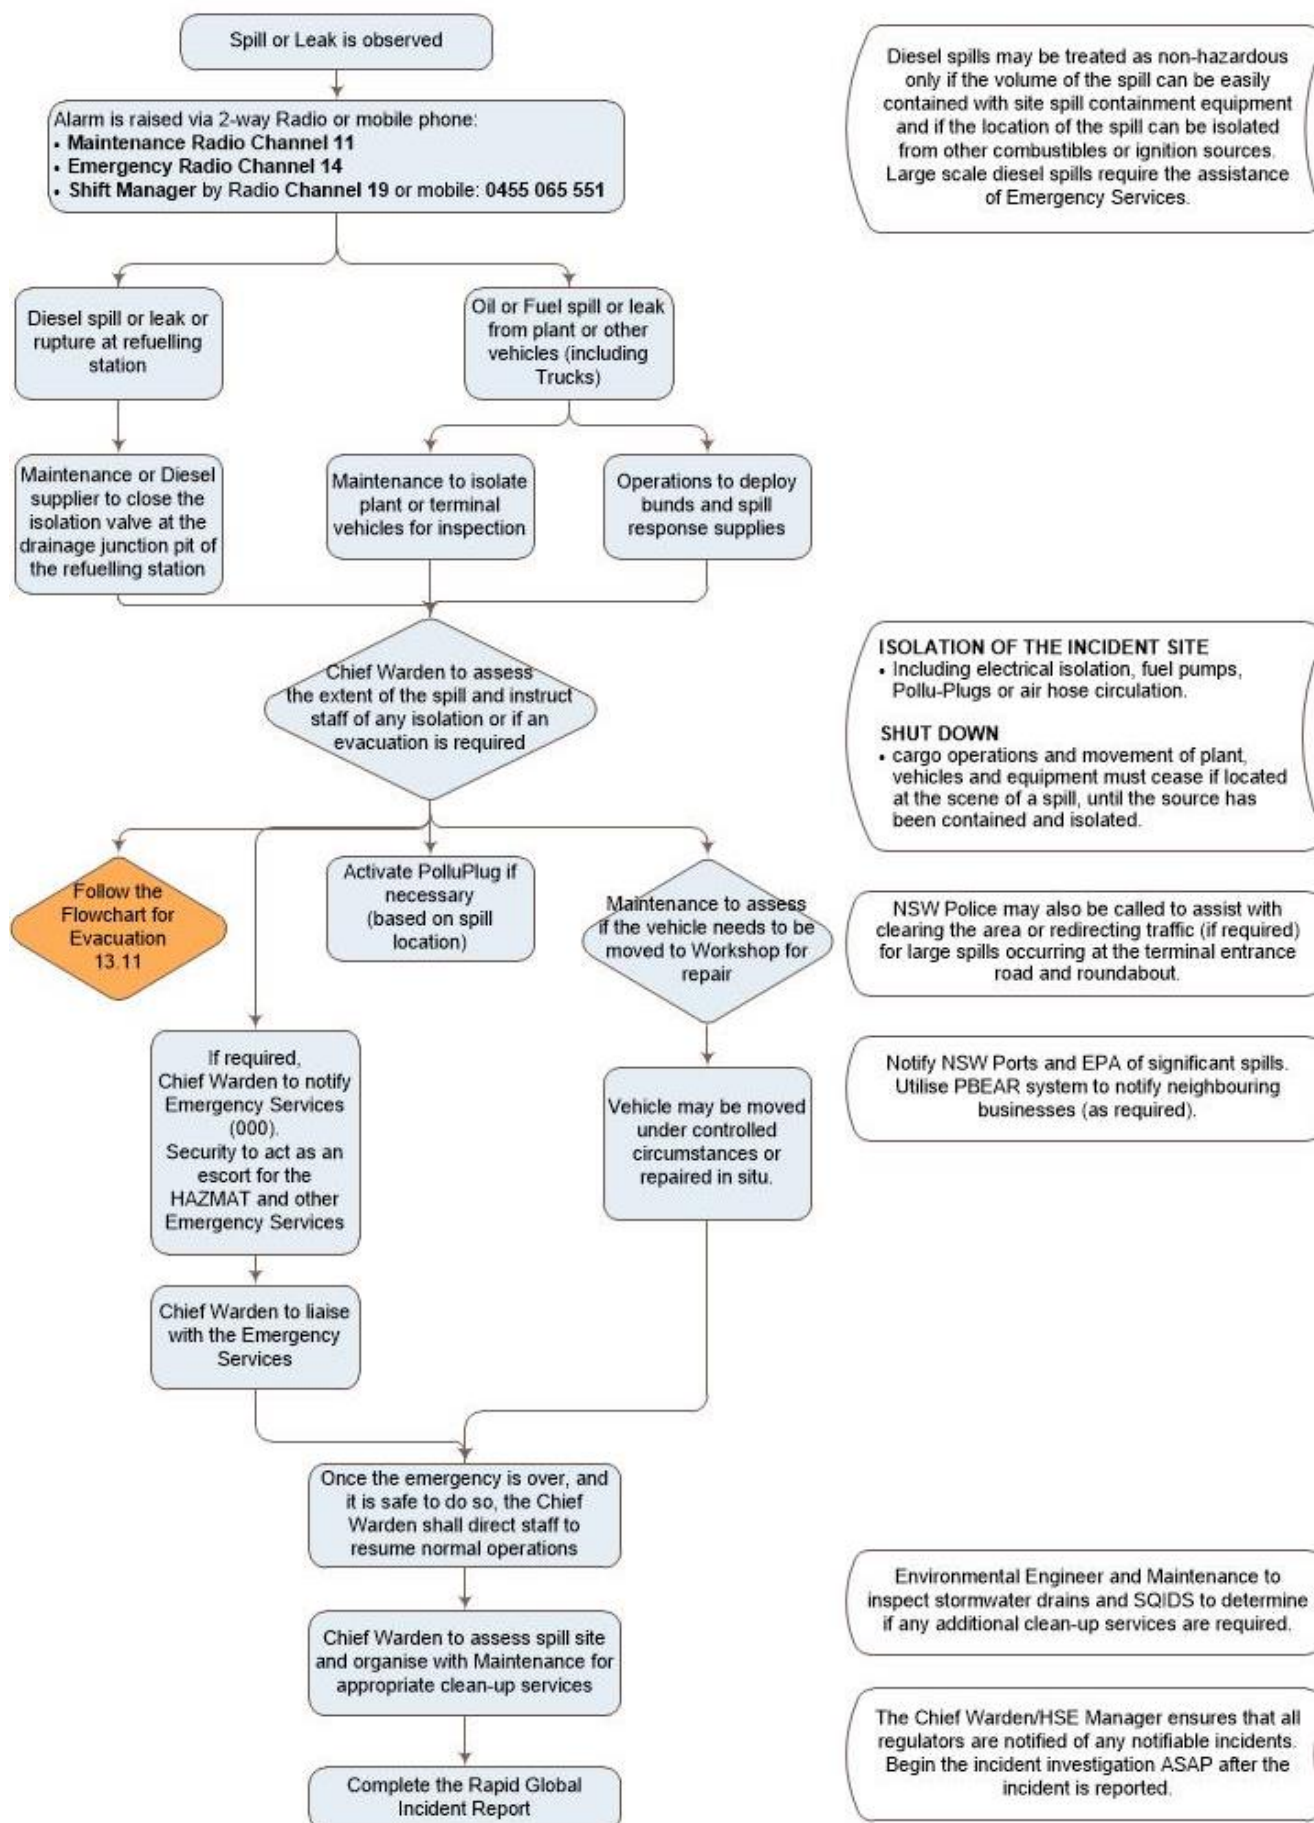 Spill or Leak is observed
Alarm is raised via 2-way Radio or mobile phone:
• Maintenance Radio Channel 11
• Emergency Radio Channel 14
• Shift Manager by Radio Channel 19 or mobile: 0455 065 551
Diesel spills may be treated as non-hazardous
only if the volume of the spill can be easily
contained with site spill containment equipment
and if the location of the spill can be isolated
from other combustibles or ignition sources.
Large scale diesel spills require the assistance
of Emergency Services.
Diesel spill or leak or
rupture at refuelling
station
Oil or Fuel spill or leak
from plant or other
vehicles (including
Trucks)
Maintenance or Diesel
supplier to close the
isolation valve at the
drainage junction pit of
the refuelling station
Maintenance to isolate
plant or terminal
vehicles for inspection
Operations to deploy
bunds and spill
response supplies
Chief Warden to assess
the extent of the spill and instruct
staff of any isolation or if an
evacuation is required
ISOLATION OF THE INCIDENT SITE
• Including electrical isolation, fuel pumps,
Pollu-Plugs or air hose circulation.
SHUT DOWN
• cargo operations and movement of plant,
vehicles and equipment must cease if located
at the scene of a spill, until the source has
been contained and isolated.
Follow the
Flowchart for
Evacuation
13.11
Activate PolluPlug if
necessary
(based on spill
location)
Maintenance to assess
if the vehicle needs to be
moved to Workshop for
repair
NSW Police may also be called to assist with
clearing the area or redirecting traffic (if required)
for large spills occurring at the terminal entrance
road and roundabout.
If required,
Chief Warden to notify
Emergency Services
(000).
Security to act as an
escort for the
HAZMAT and other
Emergency Services
Vehicle may be moved
under controlled
circumstances or
repaired in situ.
Notify NSW Ports and EPA of significant spills.
Utilise PBEAR system to notify neighbouring
businesses (as required).
Chief Warden to liaise
with the Emergency
Services
Once the emergency is over, and
it is safe to do so, the Chief
Warden shall direct staff to
resume normal operations
Chief Warden to assess spill site
and organise with Maintenance for
appropriate clean-up services
Environmental Engineer and Maintenance to
inspect stormwater drains and SQIDS to determine
if any additional clean-up services are required.
Complete the Rapid Global
Incident Report
The Chief Warden/HSE Manager ensures that all
regulators are notified of any notifiable incidents.
Begin the incident investigation ASAP after the
incident is reported.